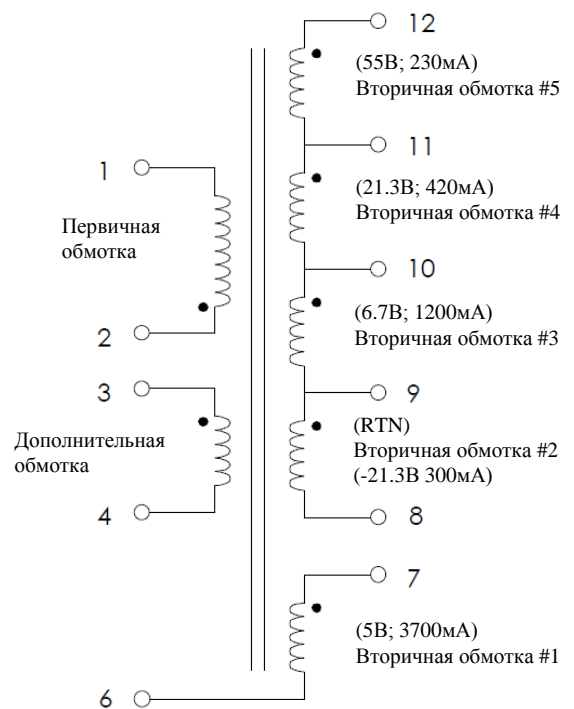 12
(55В; 230мА)
Вторичная обмотка #5
11
(21.3В; 420мА)
Вторичная обмотка #4
10
(6.7В; 1200мА)
Вторичная обмотка #3
9
(RTN)
Вторичная обмотка #2
(-21.3В 300мА)
8
7
(5В; 3700мА)
Вторичная обмотка #1
1
Первичная
обмотка
2
3
Дополнительная
обмотка
4
6